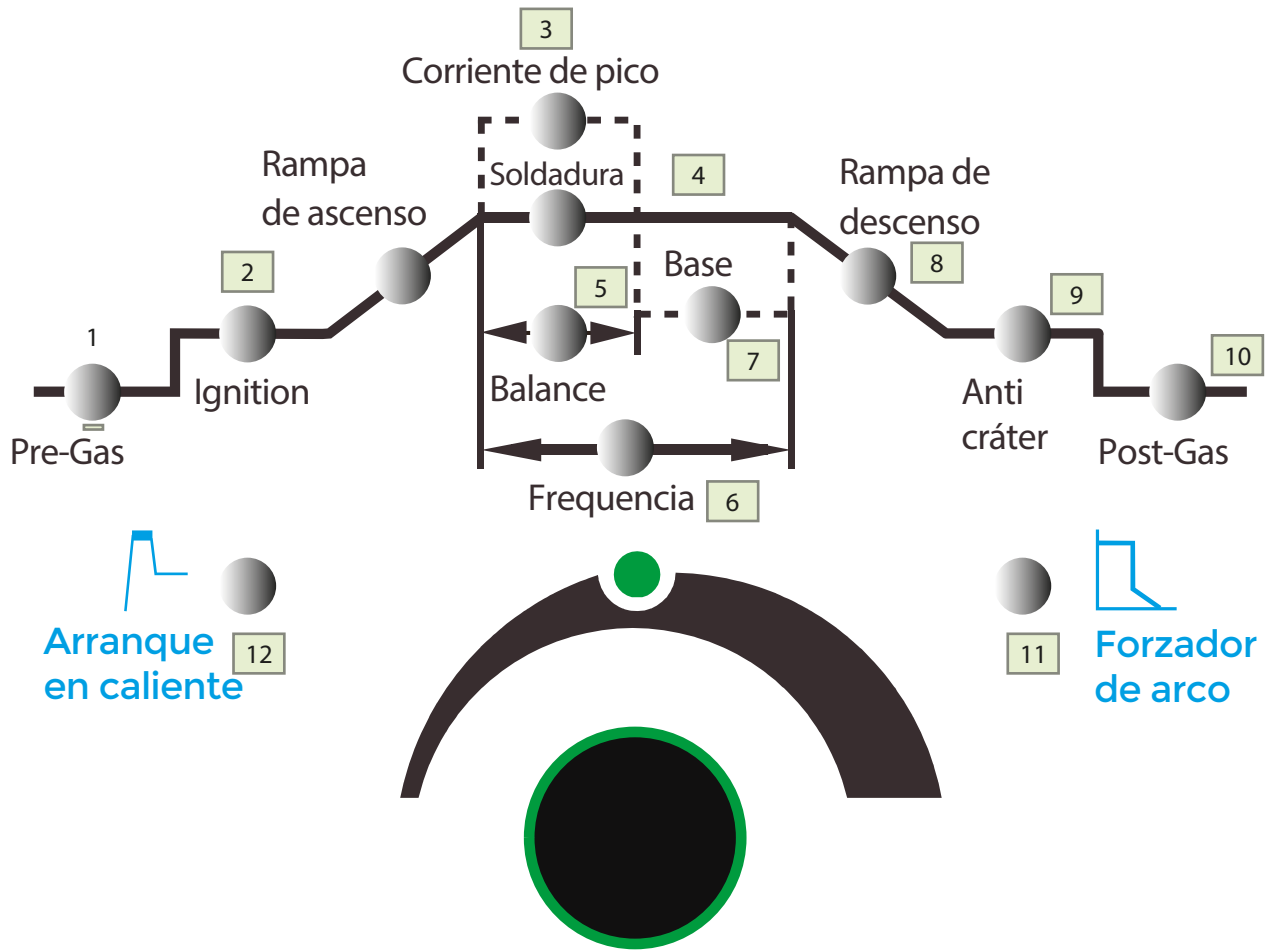 3
Corriente de pico
Rampa
de ascenso
Soldadura
4
Rampa de
descenso
2
Base
8
5
9
1
7
10
Ignition
Balance
Anti
cráter
Pre-Gas
Post-Gas
Frequencia
6
Arranque
en caliente
12
11
Forzador
de arco